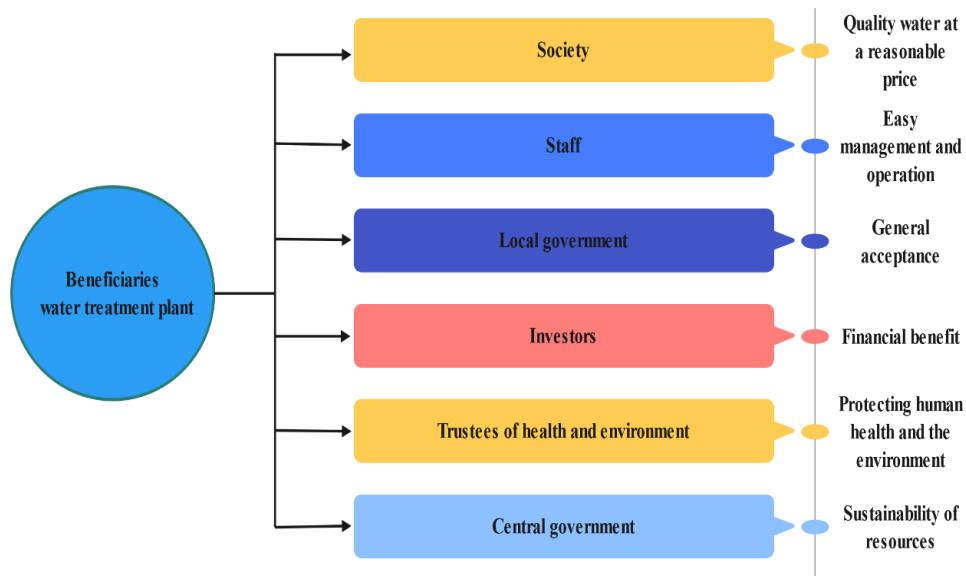 Beneficiaries
water treatment plant
Society
Quality water at
a reasonable
price
Staff
Easy
management and
operation
Local government
General
acceptance
Investors
Financial benefit
Trustees of health and environment
Protecting human
health and the
environment
Central government
Sustainability of
resources